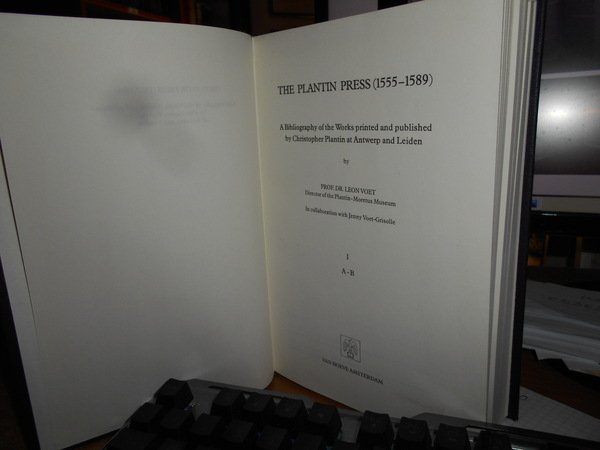 THE PLANTIN PRESS (1555–1589)
A Bibliography of the Works printed and published
by Christopher Plantin at Antwerp and Leiden
by
PROF. DR. LEON VOET
Director of the Plantin-Moretus Museum
In collaboration with Jenny Voet-Grisolle
I
A-B
VAN HOEVE AMSTERDAM